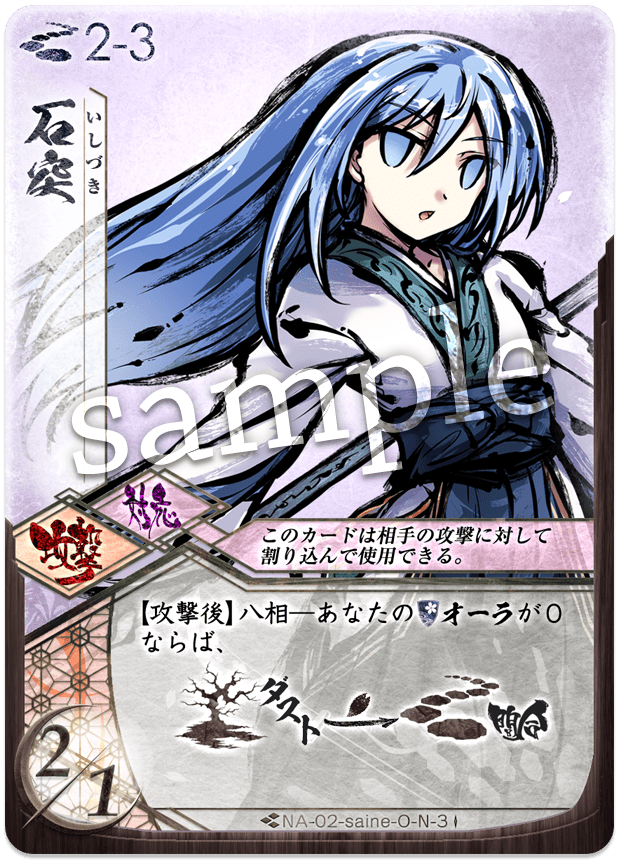 2-3
石突
いしづき
sample
攻撃
対応
このカードは相手の攻撃に対して
割り込んで使用できる。
【攻撃後】八相—あなたのオーラが0
ならば、
ダスト
間合
2/1
NA-02-saine-O-N-3